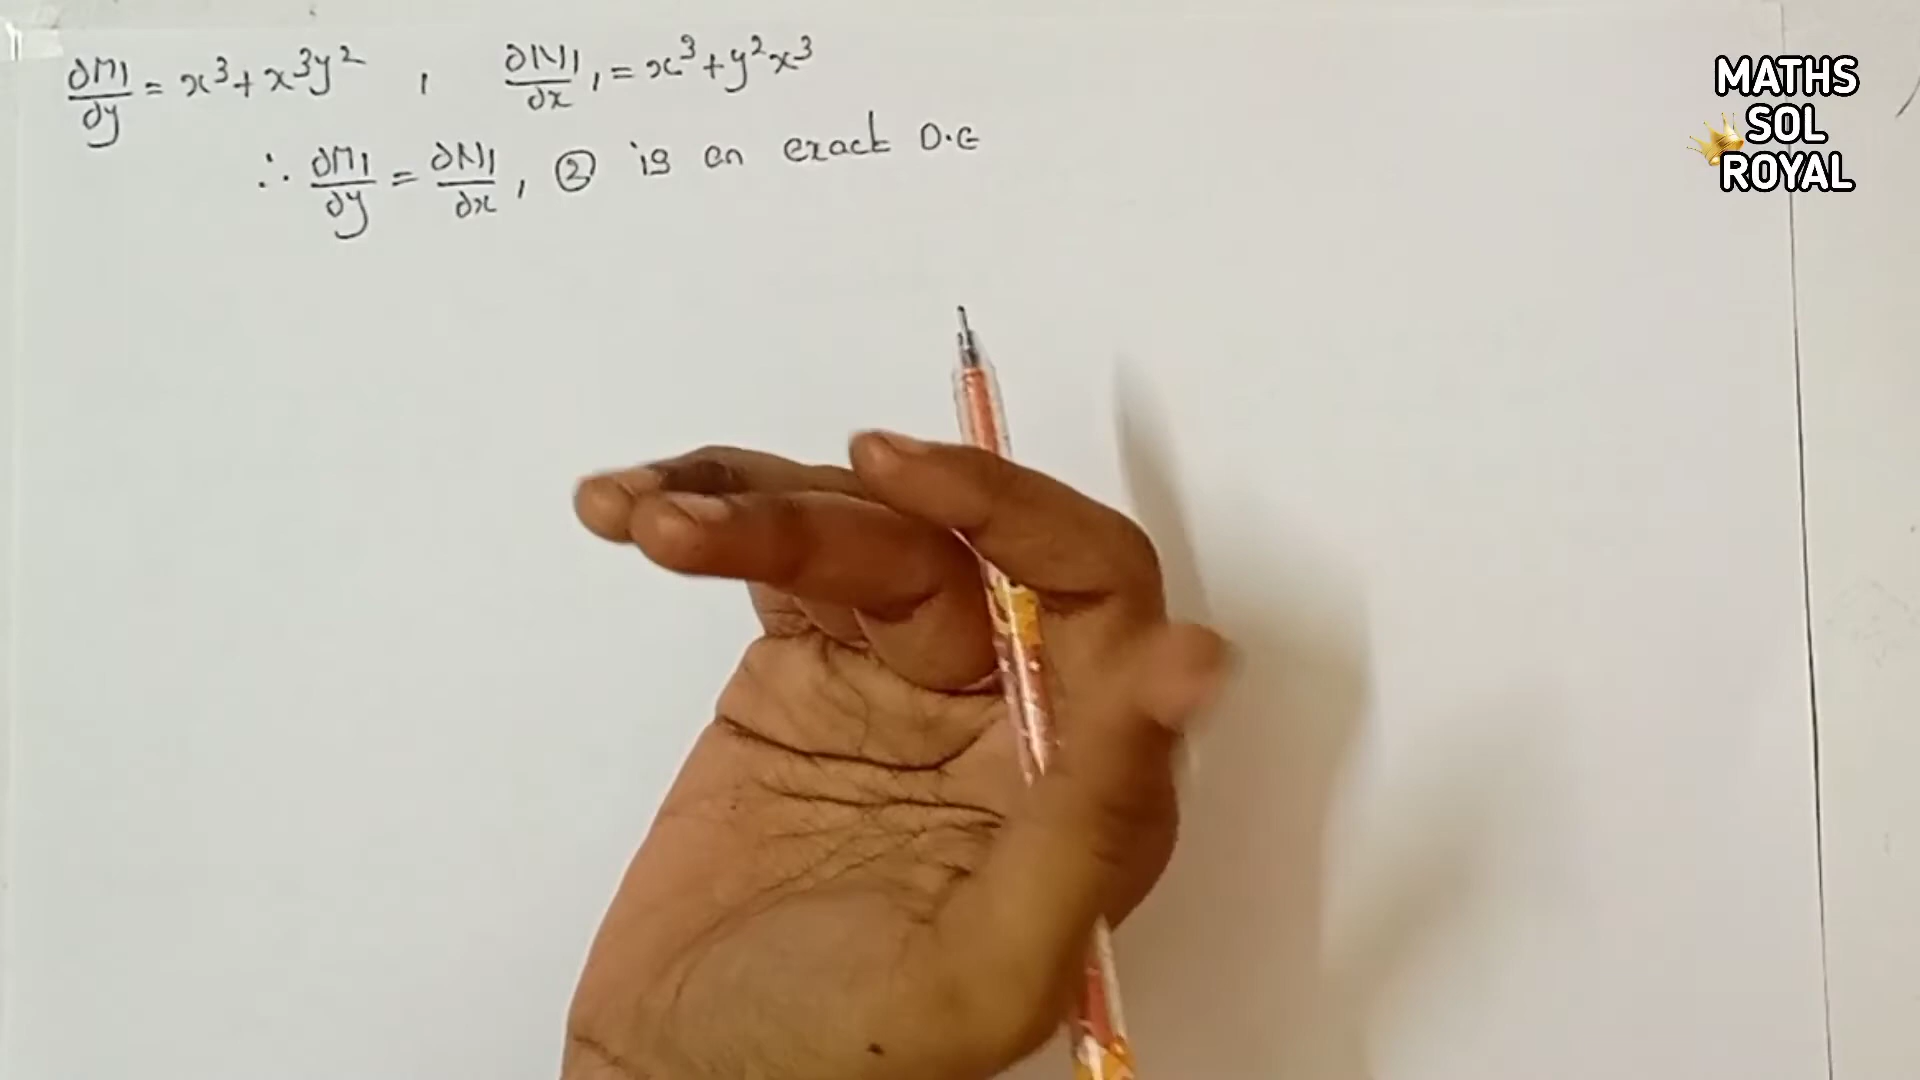 ∂M₁/∂y = x³ + x³y² , ∂N₁/∂x, = x³ + y²x³
∴ ∂M₁/∂y = ∂N₁/∂x, ② is an exact D.E
MATHS
SOL
ROYAL